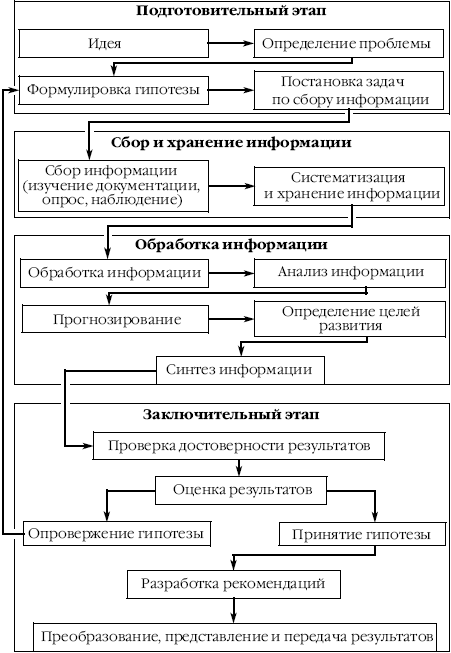 Подготовительный этап
Идея
Определение проблемы
Формулировка гипотезы
Постановка задач
по сбору информации
Сбор и хранение информации
Сбор информации
(изучение документации,
опрос, наблюдение)
Систематизация
и хранение информации
Обработка информации
Обработка информации
Анализ информации
Прогнозирование
Определение целей
развития
Синтез информации
Заключительный этап
Проверка достоверности результатов
Оценка результатов
Опровержение гипотезы
Принятие гипотезы
Разработка рекомендаций
Преобразование, представление и передача результатов